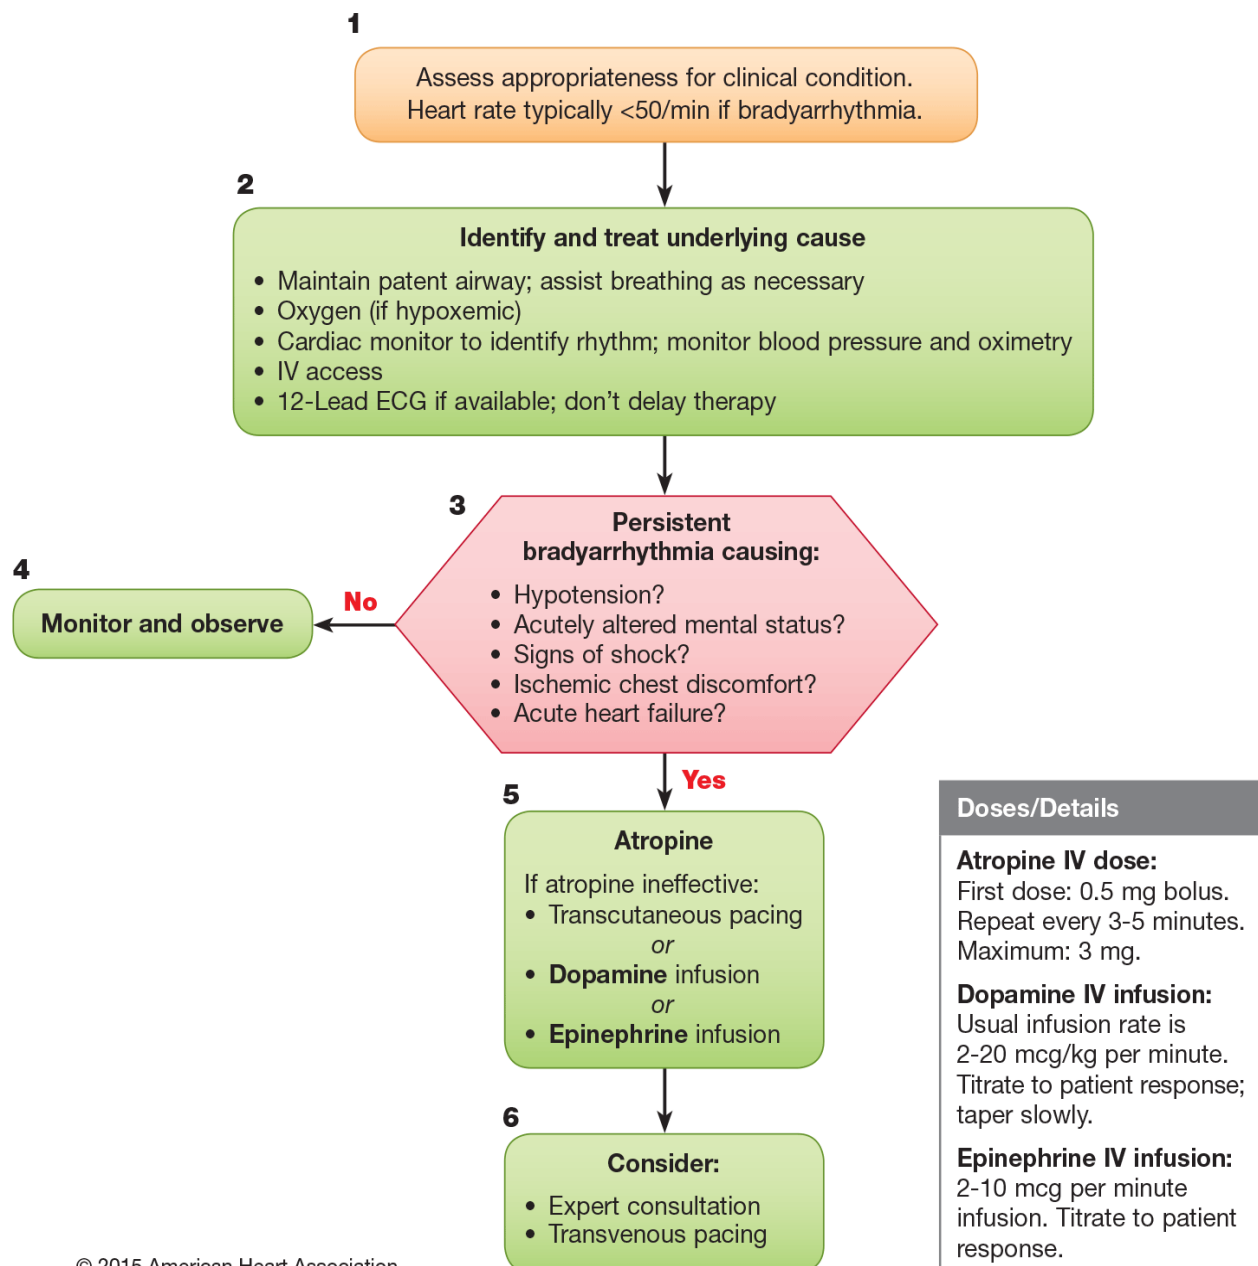 1
Assess appropriateness for clinical condition.
Heart rate typically <50/min if bradyarrhythmia.
2
Identify and treat underlying cause
• Maintain patent airway; assist breathing as necessary
• Oxygen (if hypoxemic)
• Cardiac monitor to identify rhythm; monitor blood pressure and oximetry
• IV access
• 12-Lead ECG if available; don’t delay therapy
3
Persistent
bradyarrhythmia causing:
• Hypotension?
• Acutely altered mental status?
• Signs of shock?
• Ischemic chest discomfort?
• Acute heart failure?
4
No
Monitor and observe
Yes
5
Atropine
If atropine ineffective:
• Transcutaneous pacing
or
• Dopamine infusion
or
• Epinephrine infusion
6
Consider:
• Expert consultation
• Transvenous pacing
Doses/Details
Atropine IV dose:
First dose: 0.5 mg bolus.
Repeat every 3-5 minutes.
Maximum: 3 mg.
Dopamine IV infusion:
Usual infusion rate is
2-20 mcg/kg per minute.
Titrate to patient response;
taper slowly.
Epinephrine IV infusion:
2-10 mcg per minute
infusion. Titrate to patient
response.
© 2015 American Heart Association